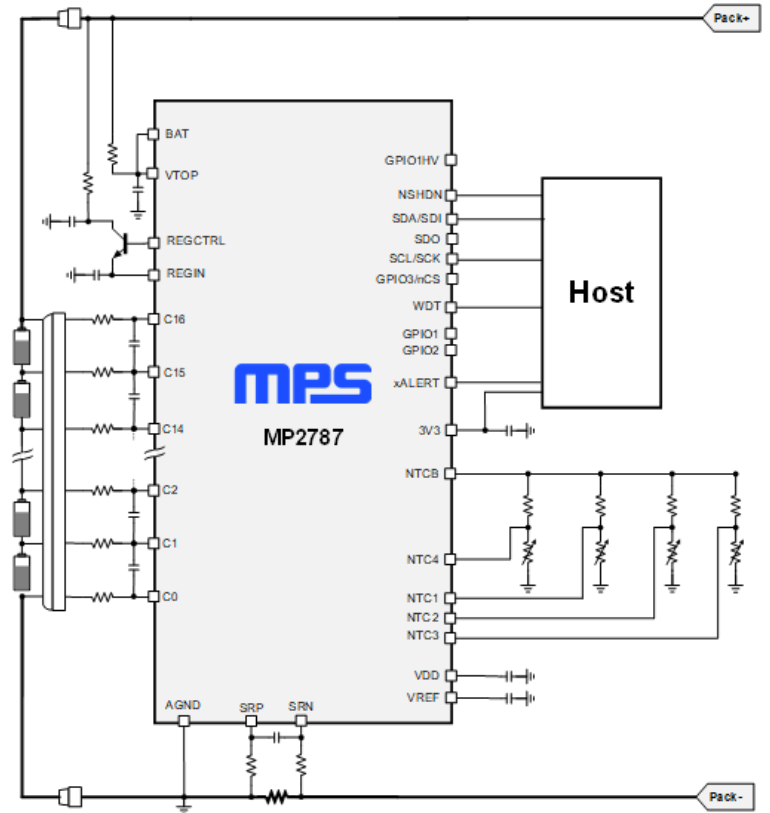 Pack+
BAT
VTOP
GPIO1HV
NSHDN
SDA/SDI
REGCTRL
SDO
SCL/SCK
REGIN
GPIO3/nCS
Host
WDT
C16
GPIO1
GPIO2
C15
mps
xALERT
C14
MP2787
3V3
NTCB
C2
C1
NTC4
C0
NTC1
NTC2
NTC3
VDD
VREF
AGND
SRP
SRN
Pack-